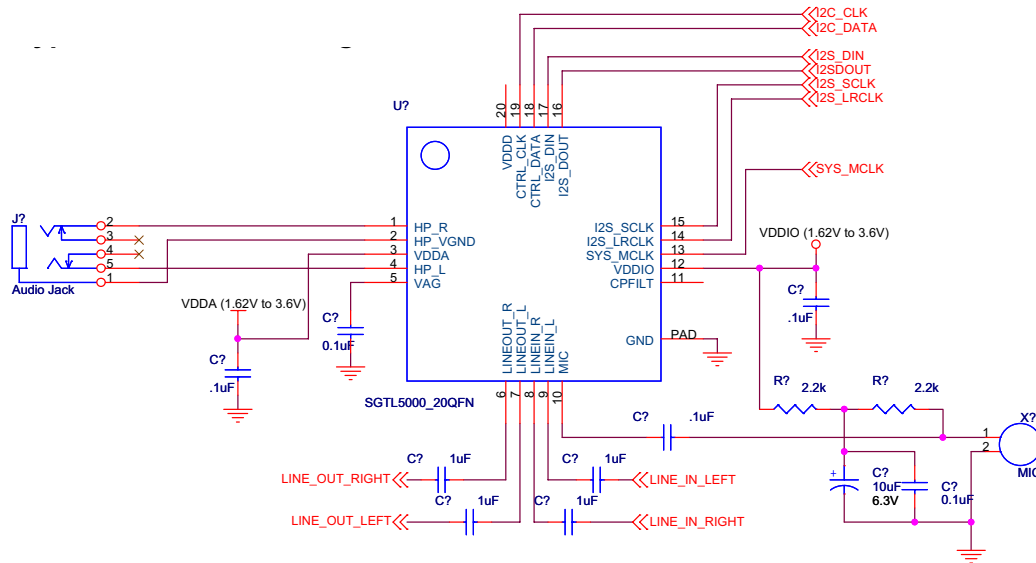 I2C_CLK
I2C_DATA
I2S_DIN
I2SDOUT
I2S_SCLK
I2S_LRCLK
SYS_MCLK
U?
20
19
18
17
16
VDDD
CTRL_CLK
CTRL_DATA
I2S_DIN
I2S_DOUT
J?
2
3
4
5
1
Audio Jack
1 HP_R
2 HP_VGND
3 VDDA
4 HP_L
5 VAG
I2S_SCLK 15
I2S_LRCLK 14
SYS_MCLK 13
VDDIO 12
CPFILT 11
GND PAD
VDDIO (1.62V to 3.6V)
C?
.1uF
VDDA (1.62V to 3.6V)
C?
.1uF
C?
0.1uF
LINEOUT_R
LINEOUT_L
LINEIN_R
LINEIN_L
MIC
6
7
8
9
10
SGTL5000_20QFN
R? 2.2k
R? 2.2k
C? .1uF
X?
1
2
MIC
C? 1uF
LINE_OUT_RIGHT
C? 1uF
LINE_OUT_LEFT
C? 1uF
LINE_IN_LEFT
C? 1uF
LINE_IN_RIGHT
+
C?
10uF
6.3V
C?
0.1uF